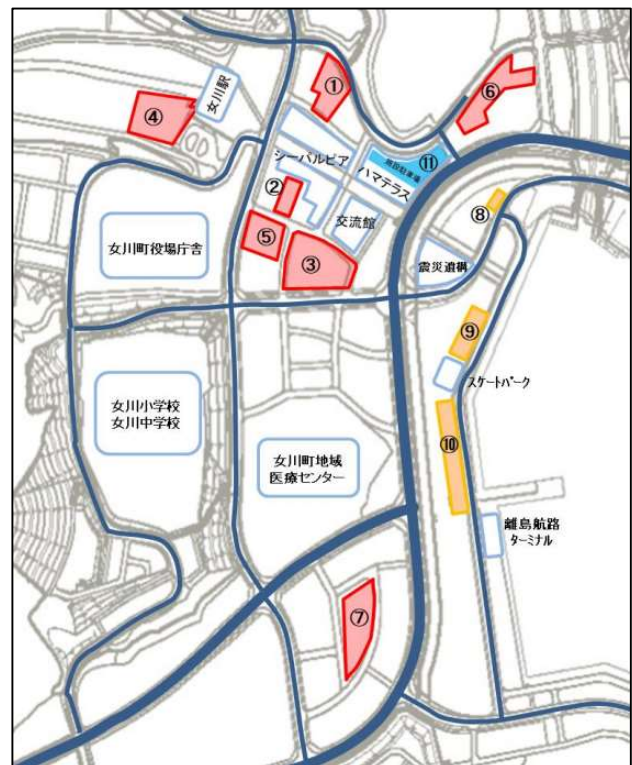 ①
⑥
④
女川駅
シーパルピア
施設駐車場
⑪
ハマテラス
②
交流館
⑧
⑤
③
女川町役場庁舎
震災遺構
⑨
スケートパーク
女川小学校
女川中学校
⑩
女川町地域
医療センター
離島航路
ターミナル
⑦